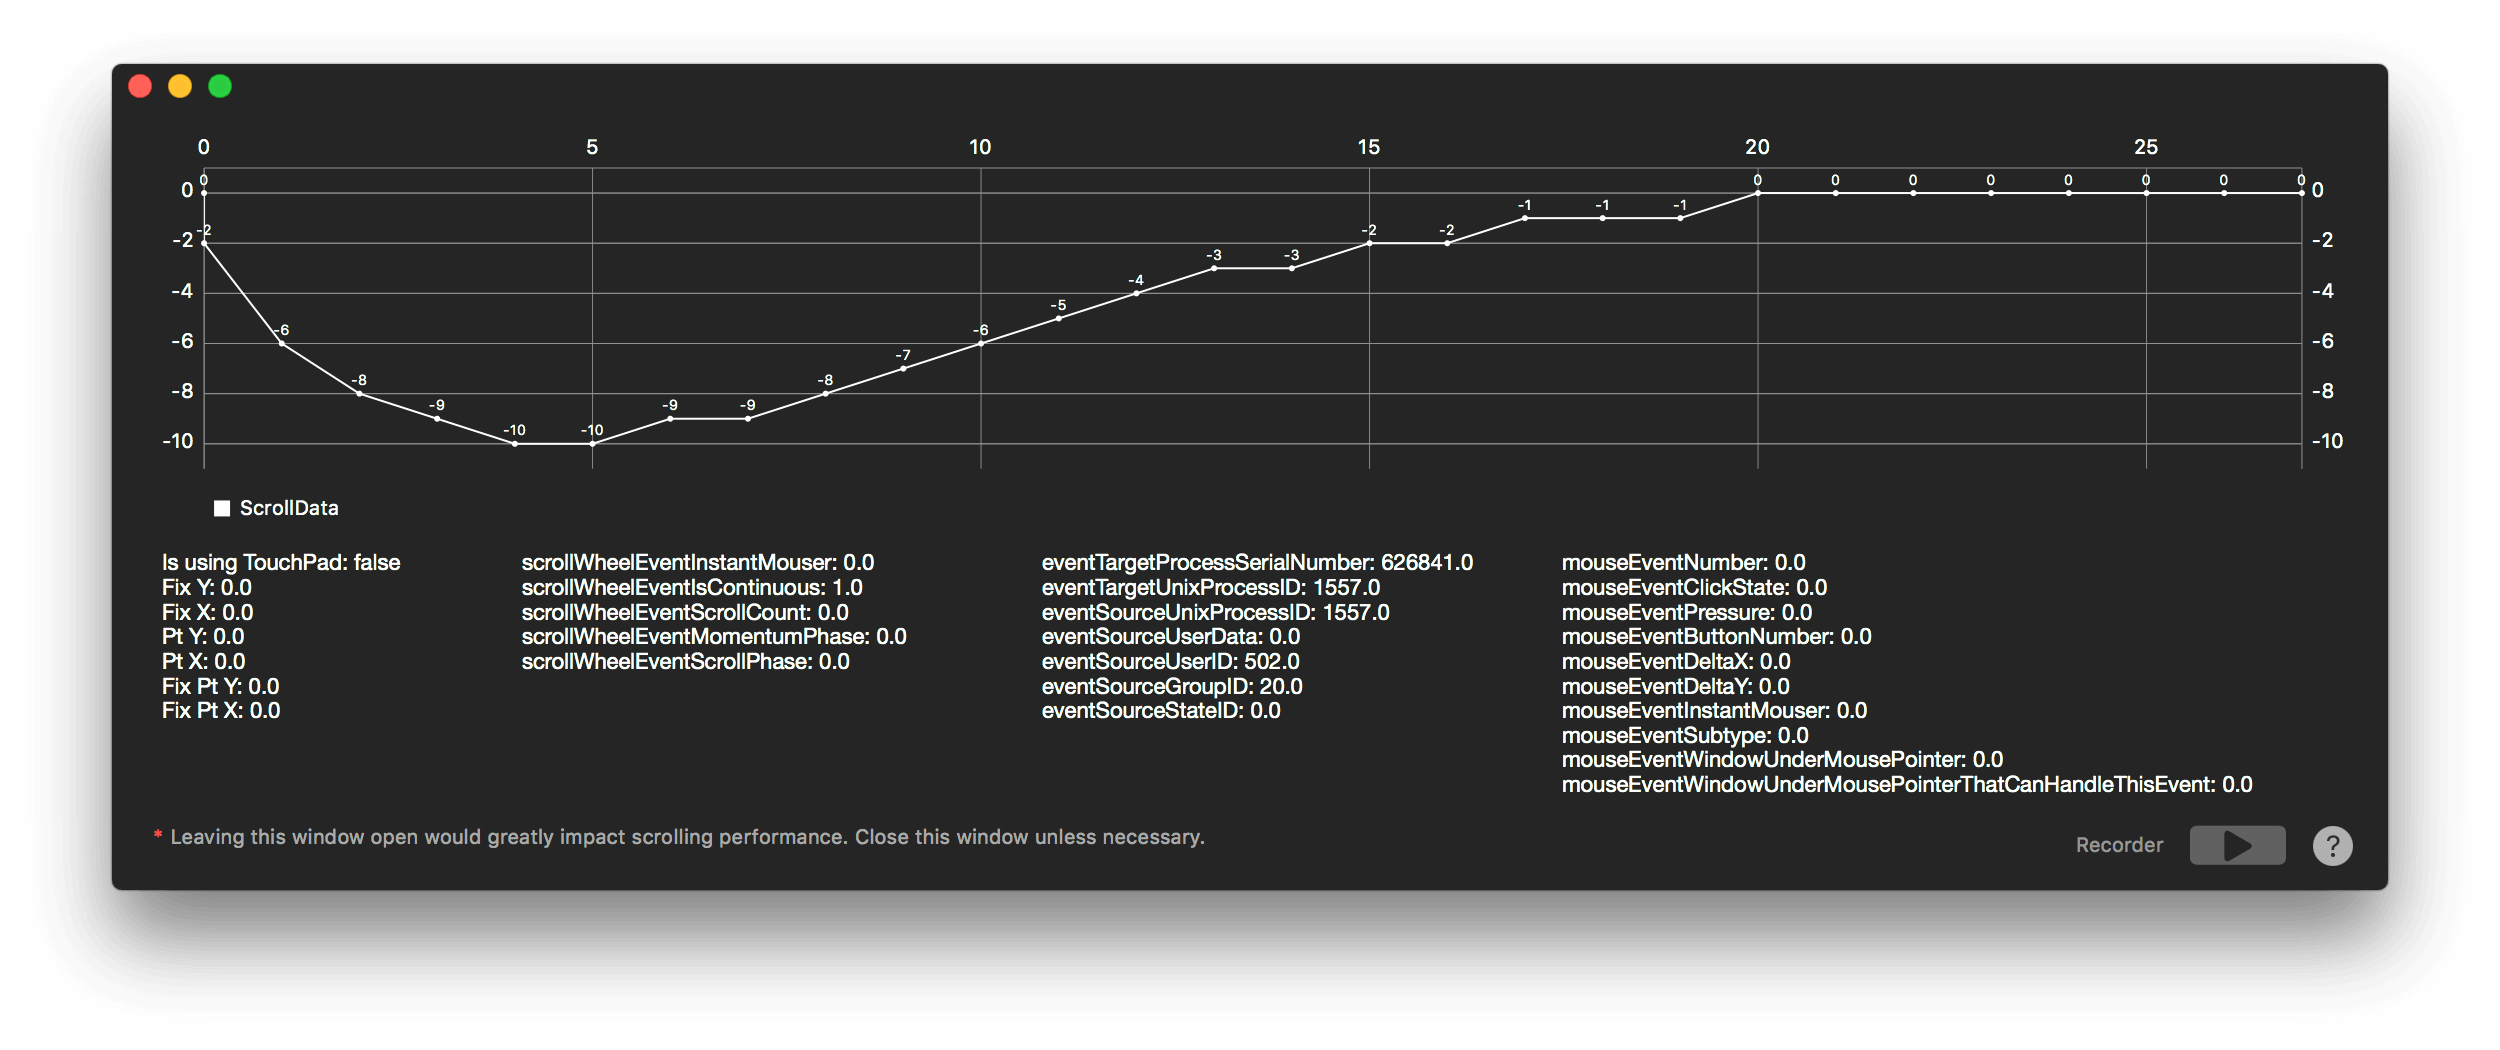 0 5 10 15 20 25
0 0 0 0 0 0 0 0 0 0 0
-1 -1 -1
-2 -2 -2 -2 -2
-3 -3
-4 -4 -4
-5
-6 -6 -6 -6
-7
-8 -8 -8 -8
-9 -9 -9
-10 -10 -10 -10
ScrollData
Is using TouchPad: false
Fix Y: 0.0
Fix X: 0.0
Pt Y: 0.0
Pt X: 0.0
Fix Pt Y: 0.0
Fix Pt X: 0.0
scrollWheelEventInstantMouser: 0.0
scrollWheelEventIsContinuous: 1.0
scrollWheelEventScrollCount: 0.0
scrollWheelEventMomentumPhase: 0.0
scrollWheelEventScrollPhase: 0.0
eventTargetProcessSerialNumber: 626841.0
eventTargetUnixProcessID: 1557.0
eventSourceUnixProcessID: 1557.0
eventSourceUserData: 0.0
eventSourceUserID: 502.0
eventSourceGroupID: 20.0
eventSourceStateID: 0.0
mouseEventNumber: 0.0
mouseEventClickState: 0.0
mouseEventPressure: 0.0
mouseEventButtonNumber: 0.0
mouseEventDeltaX: 0.0
mouseEventDeltaY: 0.0
mouseEventInstantMouser: 0.0
mouseEventSubtype: 0.0
mouseEventWindowUnderMousePointer: 0.0
mouseEventWindowUnderMousePointerThatCanHandleThisEvent: 0.0
* Leaving this window open would greatly impact scrolling performance. Close this window unless necessary.
Recorder
?